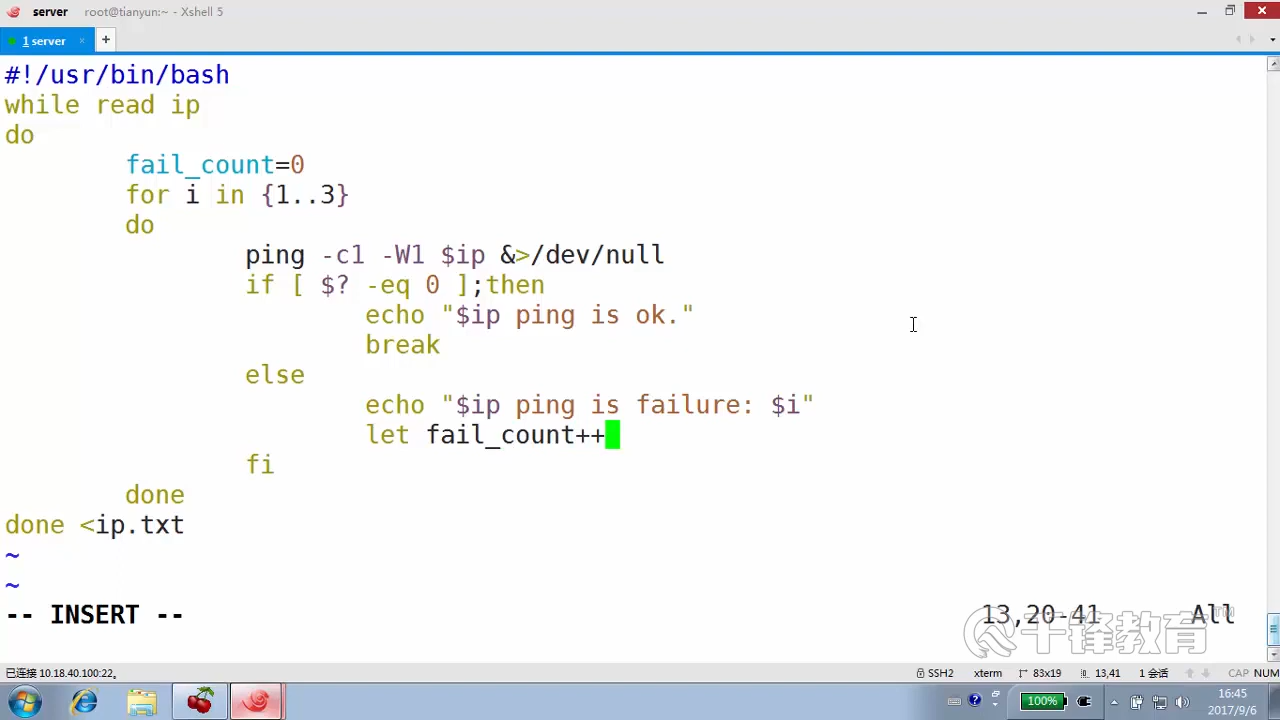 server root@tianyun:~ - Xshell 5
1 server × +
#!/usr/bin/bash
while read ip
do
fail_count=0
for i in {1..3}
do
ping -c1 -W1 $ip &>/dev/null
if [ $? -eq 0 ];then
echo "$ip ping is ok."
break
else
echo "$ip ping is failure: $i"
let fail_count++
fi
done
done <ip.txt
~
~
-- INSERT -- 13,20-41 All
千锋教育 TM
已连接 10.18.40.100:22。 SSH2 xterm 83x19 13,41 1 会话 CAP NUM
100% 16:45
2017/9/6